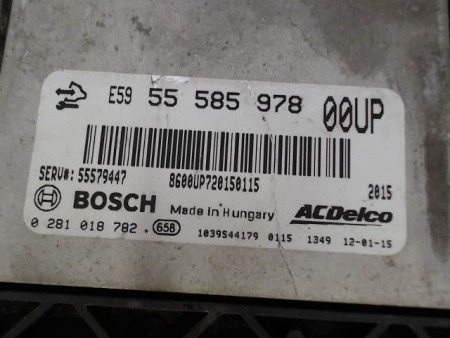 E59 55 585 978 00UP
SERV#: 55579447 8600UP720150115 2015
BOSCH Made in Hungary ACDelco
0 281 018 782 . 658 1039S44179 0115 1349 12-01-15